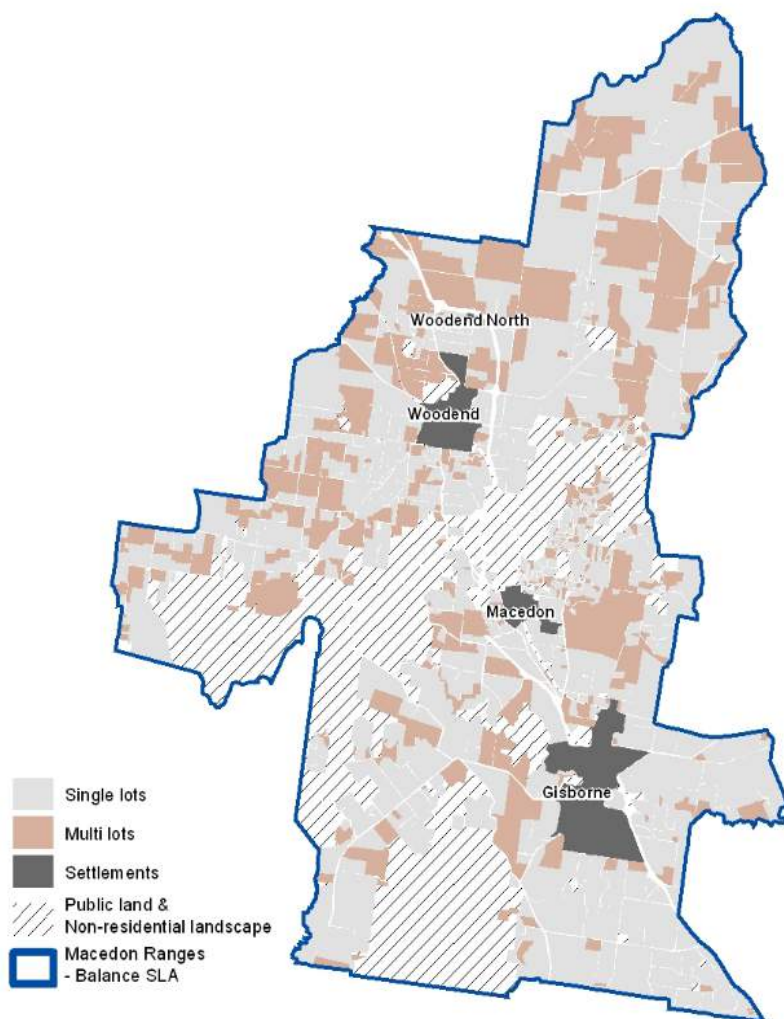 Woodend North
Woodend
Macedon
Gisborne
Single lots
Multi lots
Settlements
Public land &
Non-residential landscape
Macedon Ranges
- Balance SLA